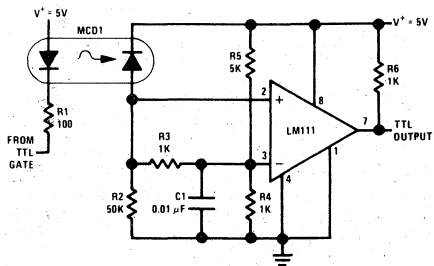 V+ = 5V
MCD1
V+ = 5V
R5
5K
R6
1K
R1
100
2
+
8
LM111
7
TTL
OUTPUT
FROM
TTL
GATE
R3
1K
3
−
1
4
R2
50K
C1
0.01 μF
R4
1K